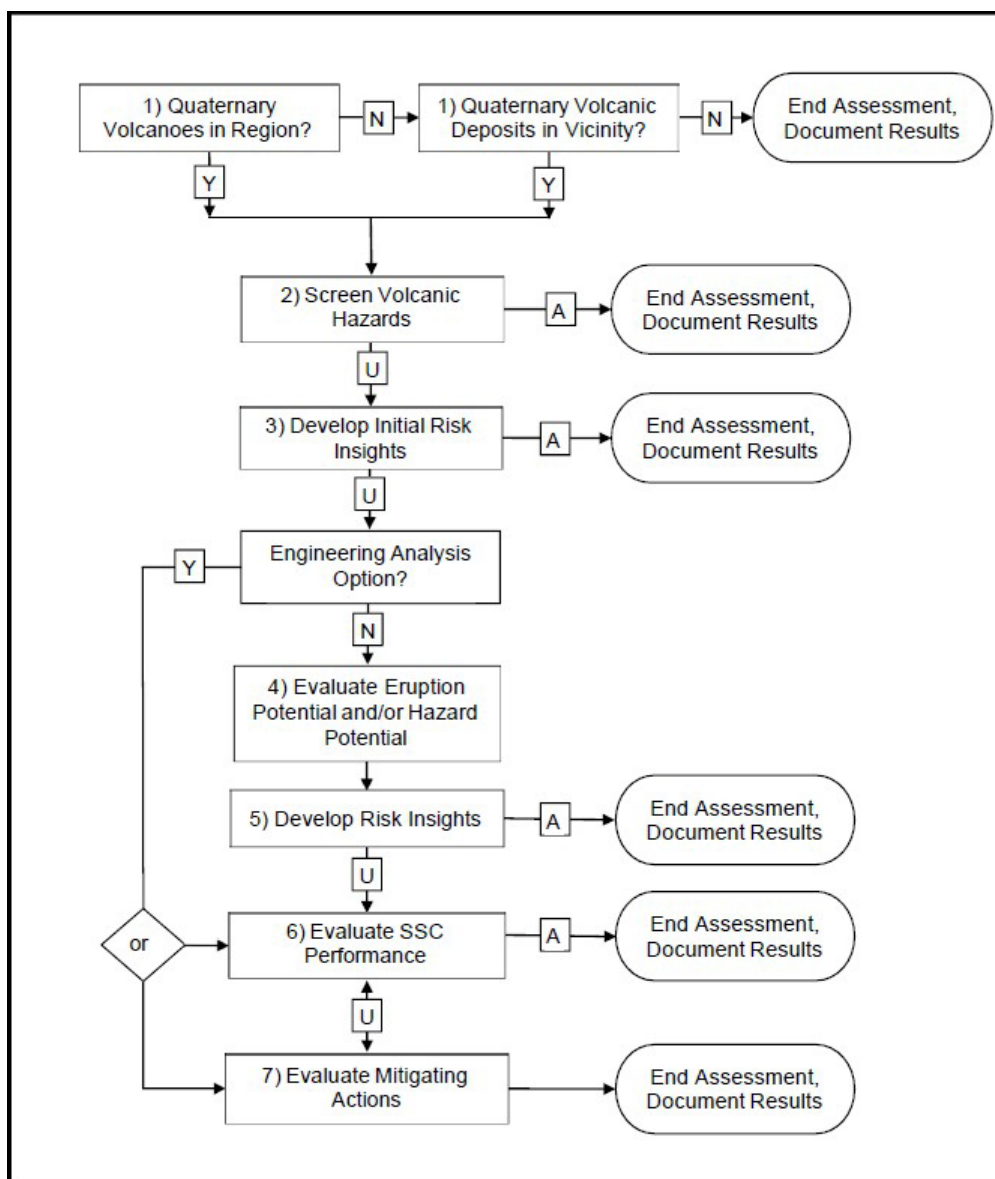 1) Quaternary
Volcanoes in Region?
N
1) Quaternary Volcanic
Deposits in Vicinity?
N
End Assessment,
Document Results
Y
Y
2) Screen Volcanic
Hazards
A
End Assessment,
Document Results
U
3) Develop Initial Risk
Insights
A
End Assessment,
Document Results
U
Engineering Analysis
Option?
Y
N
4) Evaluate Eruption
Potential and/or Hazard
Potential
5) Develop Risk Insights
A
End Assessment,
Document Results
U
or
6) Evaluate SSC
Performance
A
End Assessment,
Document Results
U
7) Evaluate Mitigating
Actions
End Assessment,
Document Results